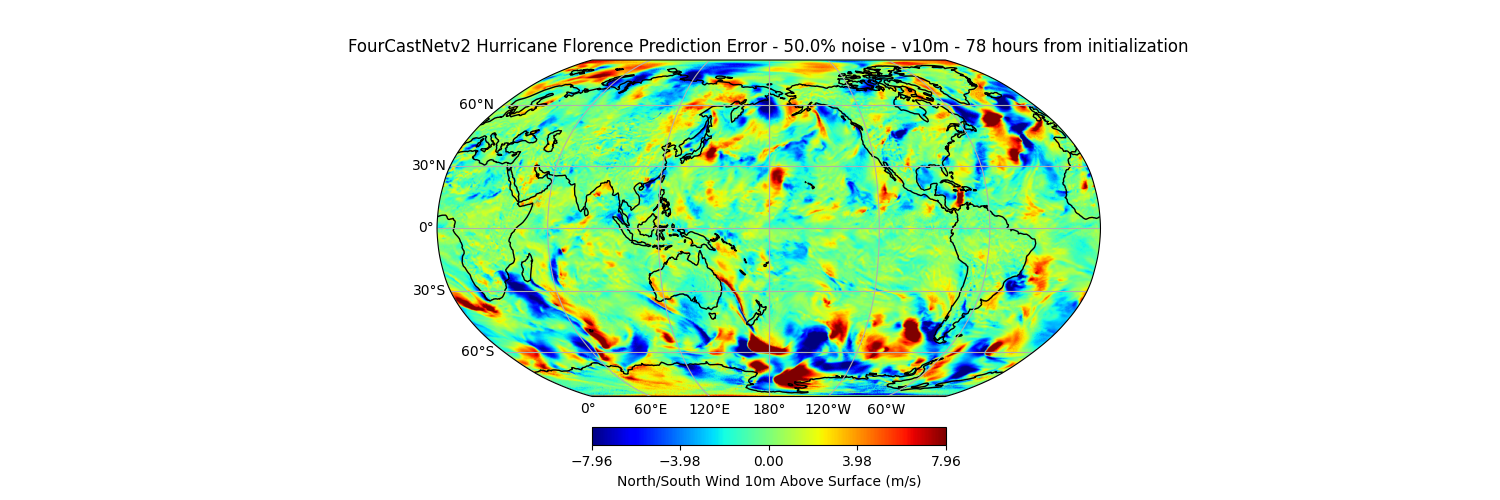 FourCastNetv2 Hurricane Florence Prediction Error - 50.0% noise - v10m - 78 hours from initialization
60°N
30°N
0°
30°S
60°S
0° 60°E 120°E 180° 120°W 60°W
−7.96 −3.98 0.00 3.98 7.96
North/South Wind 10m Above Surface (m/s)